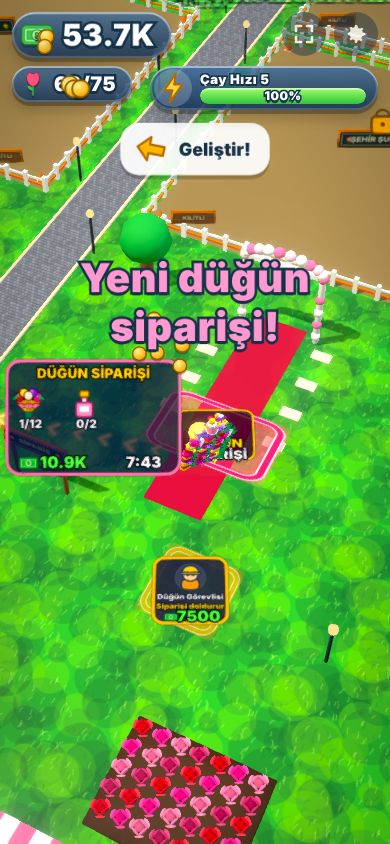 53.7K
/75
Çay Hızı 5
100%
Geliştir!
KİLİTLİ
Yeni düğün
siparişi!
DÜĞÜN SİPARİŞİ
1/12
0/2
10.9K
7:43
Düğün Görevlisi
Siparişi doldurur
7500